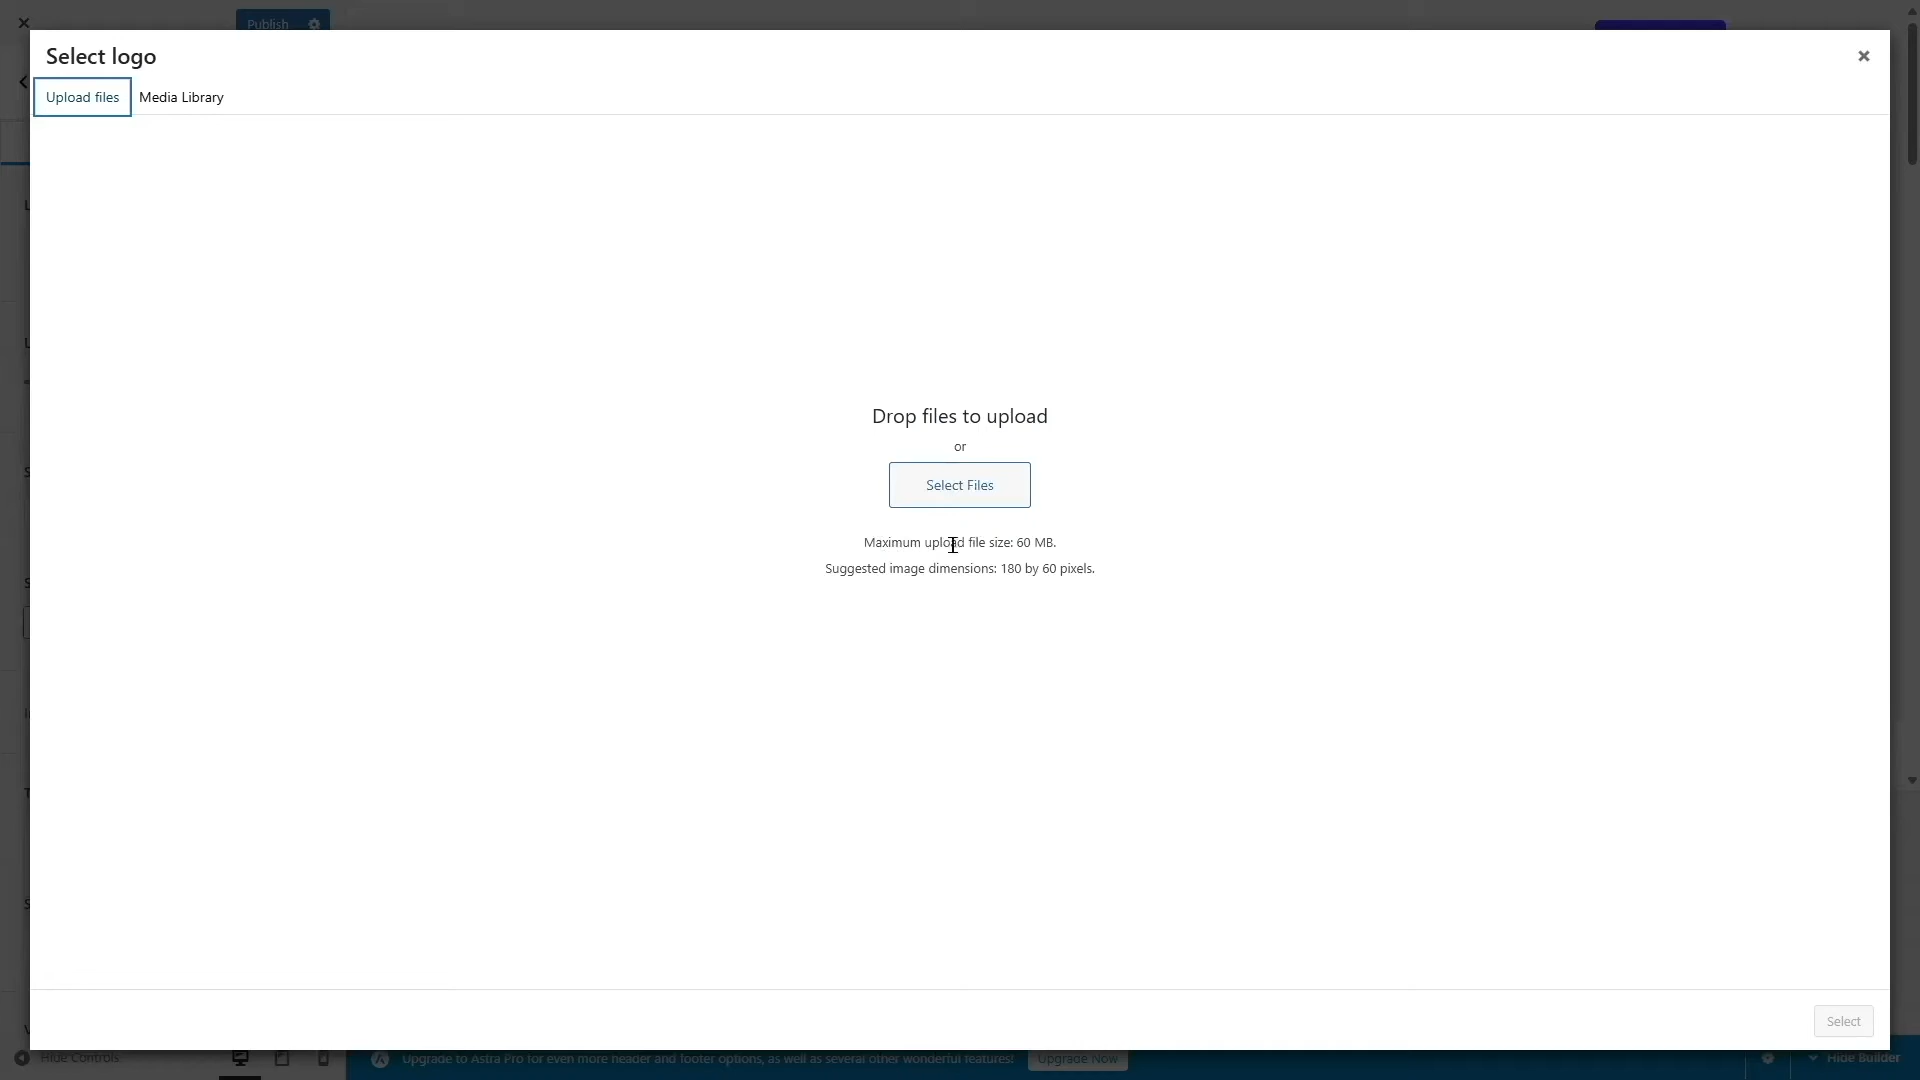 Publish
Select logo
Upload files Media Library
Drop files to upload
or
Select Files
Maximum upload file size: 60 MB.
Suggested image dimensions: 180 by 60 pixels.
Select
Hide Controls
Upgrade to Astra Pro for even more header and footer options, as well as several other wonderful features!
Upgrade Now
Hide Builder